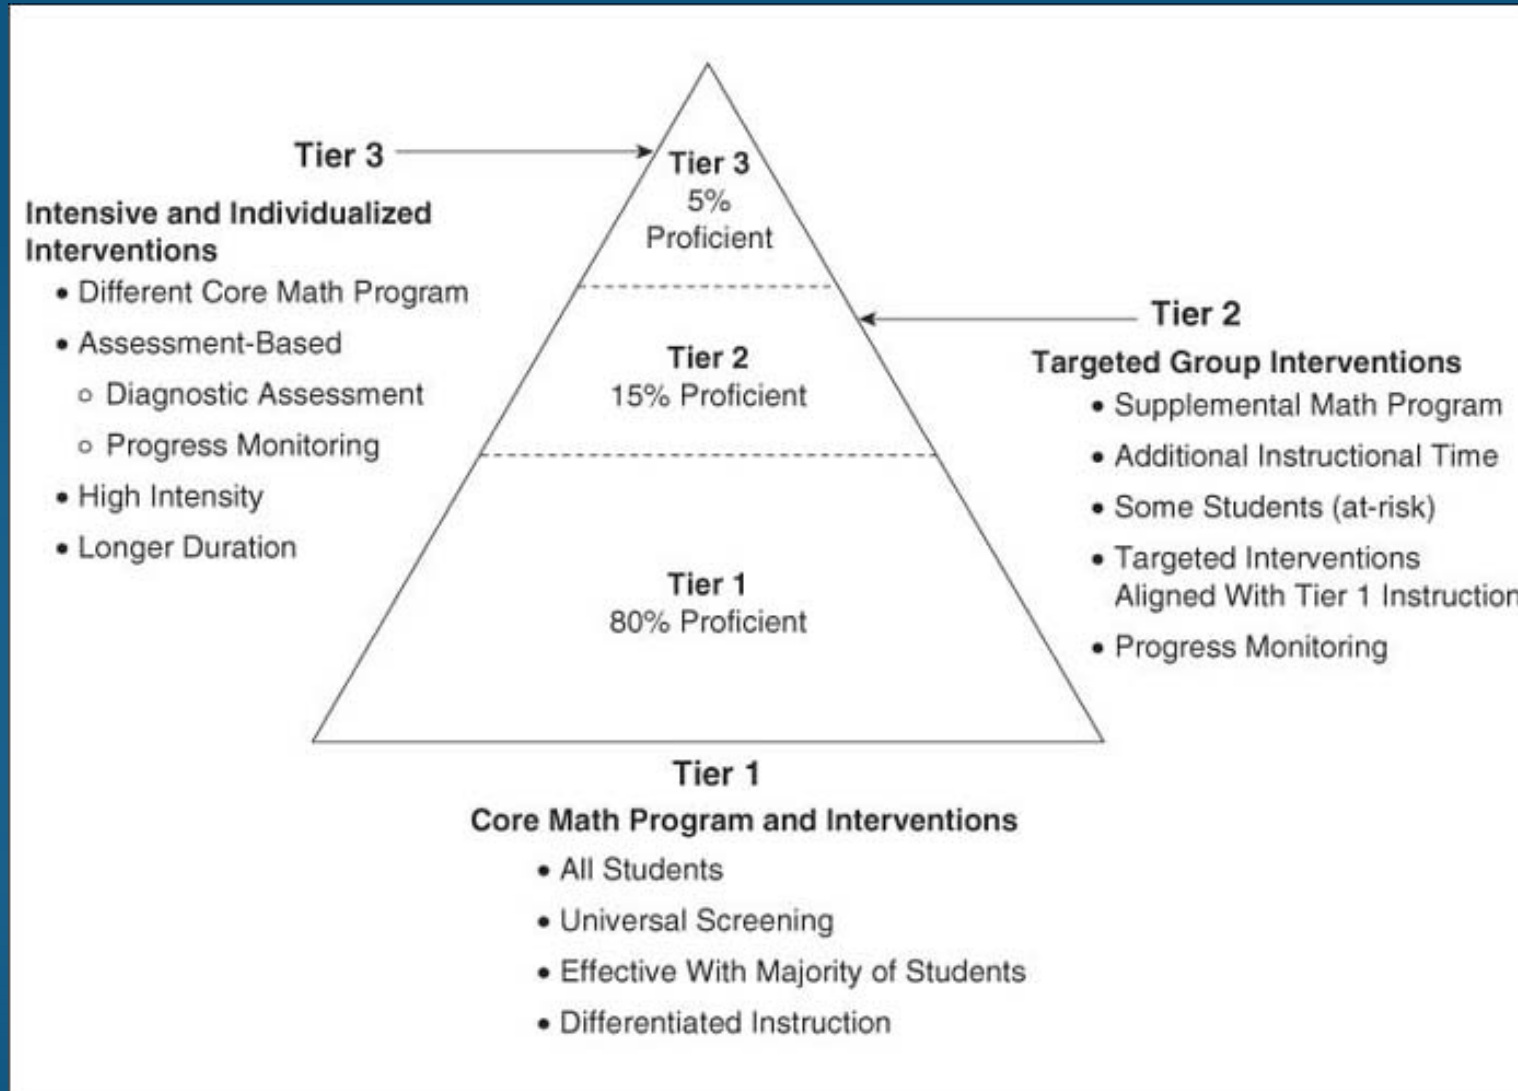 Tier 3
Intensive and Individualized
Interventions
• Different Core Math Program
• Assessment-Based
○ Diagnostic Assessment
○ Progress Monitoring
• High Intensity
• Longer Duration
Tier 3
5%
Proficient
Tier 2
15% Proficient
Tier 1
80% Proficient
Tier 2
Targeted Group Interventions
• Supplemental Math Program
• Additional Instructional Time
• Some Students (at-risk)
• Targeted Interventions
Aligned With Tier 1 Instruction
• Progress Monitoring
Tier 1
Core Math Program and Interventions
• All Students
• Universal Screening
• Effective With Majority of Students
• Differentiated Instruction